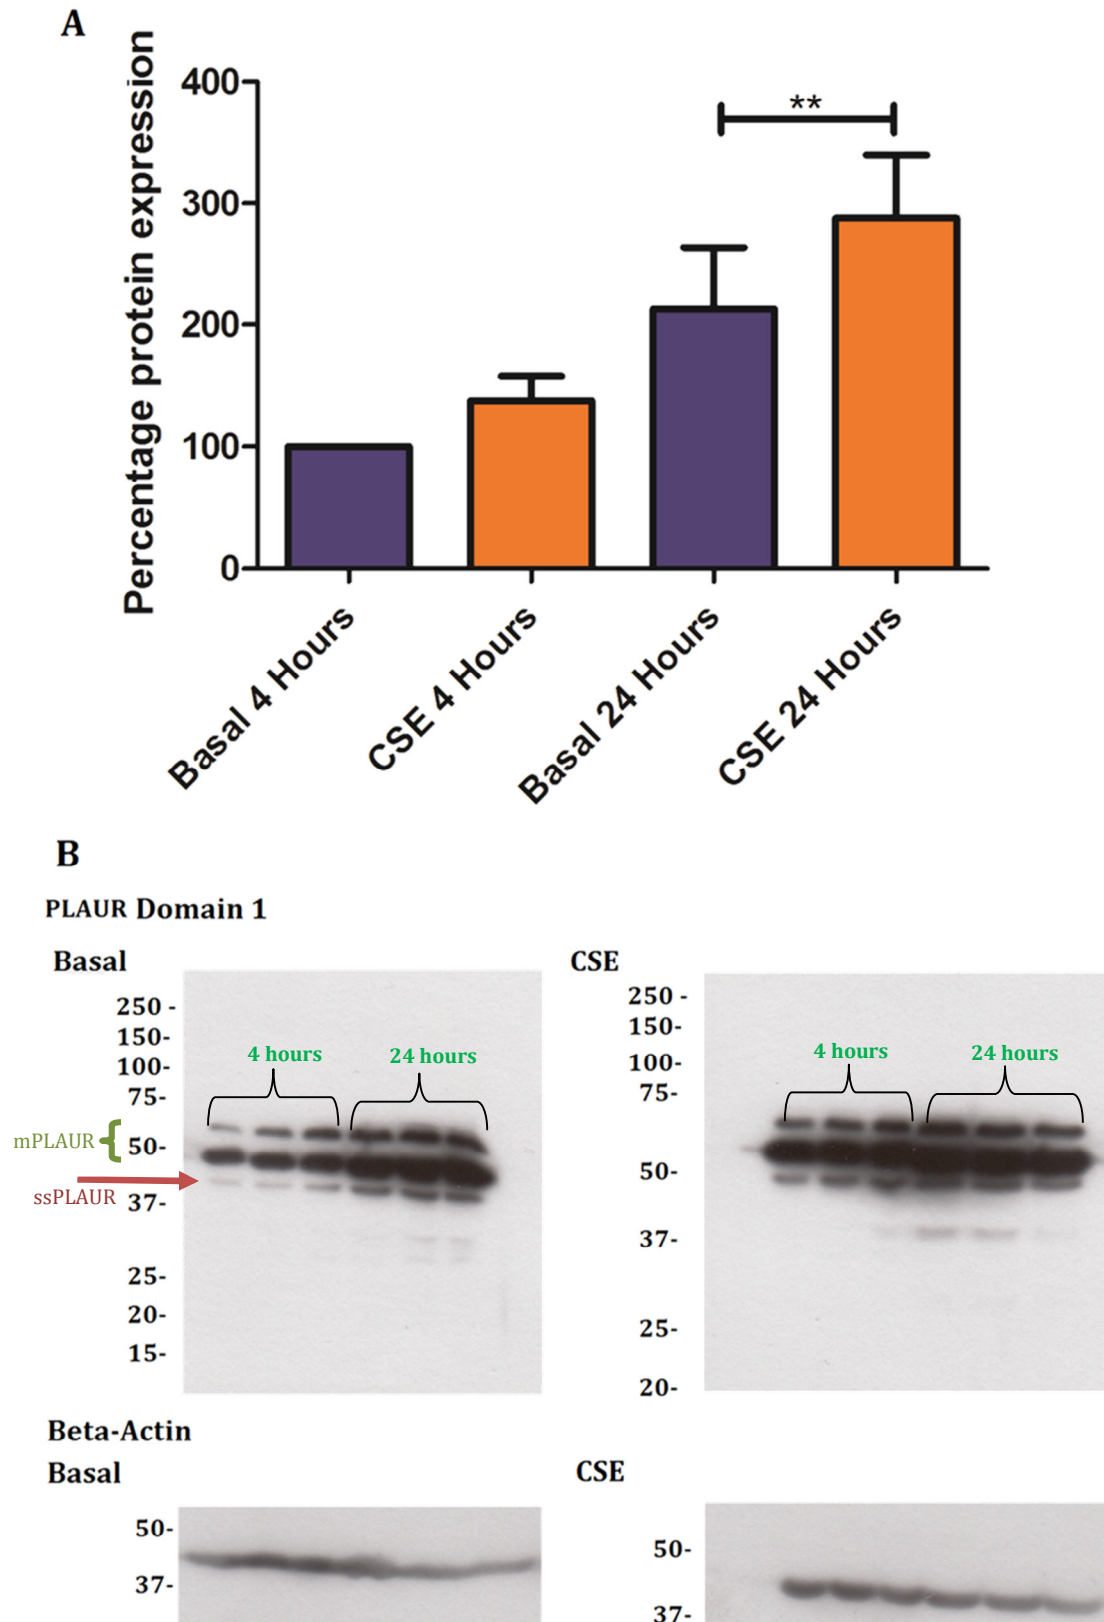 A
Percentage protein expression
400
300
200
100
0
**
Basal 4 Hours
CSE 4 Hours
Basal 24 Hours
CSE 24 Hours
B
PLAUR Domain 1
Basal
250 -
150-
100-
75-
50-
37-
25-
20-
15-
4 hours
24 hours
mPLAUR
ssPLAUR
CSE
250 -
150-
100-
75-
50-
37-
25-
20-
4 hours
24 hours
Beta-Actin
Basal
50-
37-
CSE
50-
37-